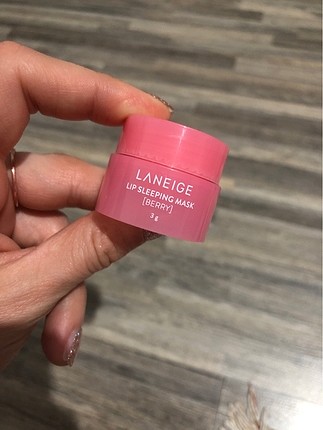 LANEIGE
LIP SLEEPING MASK
[BERRY]
3 g